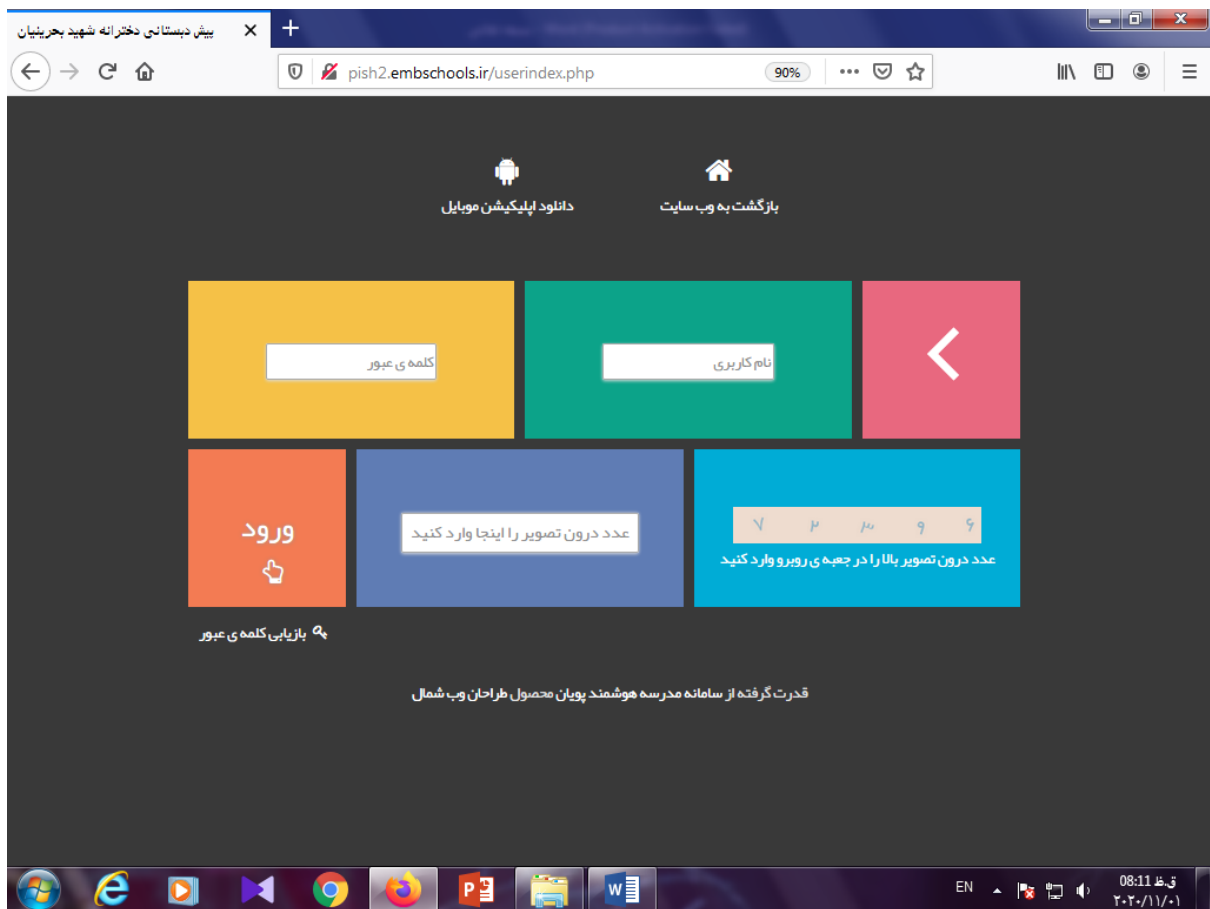 پیش دبستانی دخترانه شهید بحرینیان
pish2.embschools.ir/userindex.php
90%
بازگشت به وب سایت
دانلود اپلیکیشن موبایل
نام کاربری
کلمه ی عبور
۷ ۲ ۳ ۹ ۶
عدد درون تصویر بالا را در جعبه ی روبرو وارد کنید
عدد درون تصویر را اینجا وارد کنید
ورود
بازیابی کلمه ی عبور
قدرت گرفته از سامانه مدرسه هوشمند پویان محصول طراحان وب شمال
EN
08:11 ق.ظ
۲۰۲۰/۱۱/۰۱